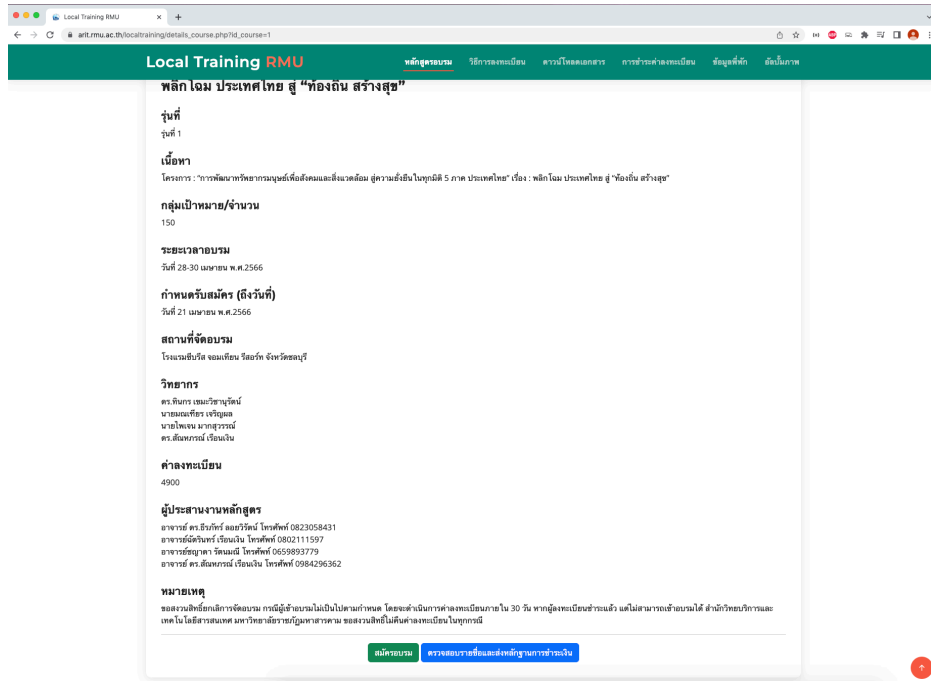 Local Training RMU
arit.rmu.ac.th/localtraining/details_course.php?id_course=1
Local Training RMU
หลักสูตรอบรม
วิธีการลงทะเบียน
ดาวน์โหลดเอกสาร
การชำระค่าลงทะเบียน
ข้อมูลที่พัก
อัลบั้มภาพ
พลิกโฉม ประเทศไทย สู่ “ท้องถิ่น สร้างสุข”
รุ่นที่
รุ่นที่ 1
เนื้อหา
โครงการ : “การพัฒนาทรัพยากรมนุษย์เพื่อสังคมและสิ่งแวดล้อม สู่ความยั่งยืนในทุกมิติ 5 ภาค ประเทศไทย” เรื่อง : พลิกโฉม ประเทศไทย สู่ “ท้องถิ่น สร้างสุข”
กลุ่มเป้าหมาย/จำนวน
150
ระยะเวลาอบรม
วันที่ 28-30 เมษายน พ.ศ.2566
กำหนดรับสมัคร (ถึงวันที่)
วันที่ 21 เมษายน พ.ศ.2566
สถานที่จัดอบรม
โรงแรมซีบรีส จอมเทียน รีสอร์ท จังหวัดชลบุรี
วิทยากร
ดร.ทินกร เขมะวิชานุรัตน์
นายมณเฑียร เจริญผล
นายไพเจน มากสุวรรณ์
ดร.สัณหภรณ์ เรือนเงิน
ค่าลงทะเบียน
4900
ผู้ประสานงานหลักสูตร
อาจารย์ ดร.ธีรภัทร์ ลอยวิรัตน์ โทรศัพท์ 0823058431
อาจารย์ฉัตรินทร์ เรือนเงิน โทรศัพท์ 0802111597
อาจารย์ชญาดา รัตนมณี โทรศัพท์ 0659893779
อาจารย์ ดร.สัณหภรณ์ เรือนเงิน โทรศัพท์ 0984296362
หมายเหตุ
ขอสงวนสิทธิ์ยกเลิการจัดอบรม กรณีผู้เข้าอบรมไม่เป็นไปตามกำหนด โดยจะดำเนินการค่าลงทะเบียนภายใน 30 วัน หากผู้ลงทะเบียนชำระแล้ว แต่ไม่สามารถเข้าอบรมได้ สำนักวิทยบริการและ
เทคโนโลยีสารสนเทศ มหาวิทยาลัยราชภัฏมหาสารคาม ขอสงวนสิทธิ์ไม่คืนค่าลงทะเบียนในทุกกรณี
สมัครอบรม
ตรวจสอบรายชื่อและส่งหลักฐานการชำระเงิน